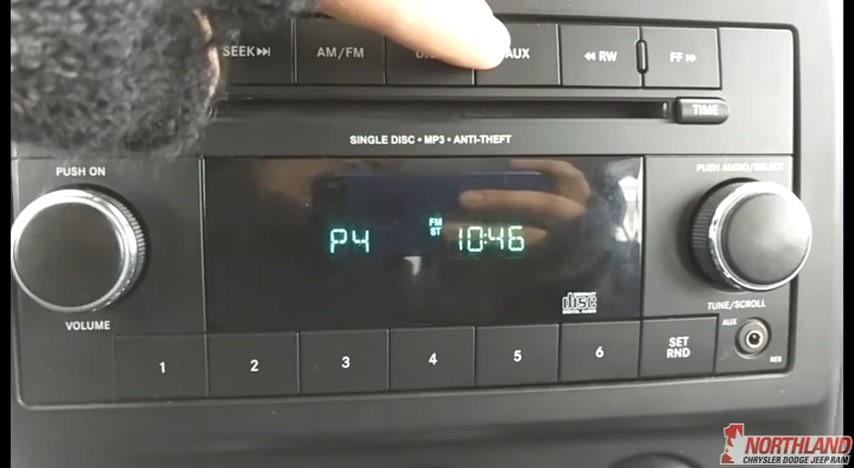 SEEK ▶▶|
AM/FM
AUX
◀◀ RW
FF ▶▶
TIME
SINGLE DISC • MP3 • ANTI-THEFT
PUSH ON
PUSH AUDIO/SELECT
P4
FM
ST
10:46
COMPACT
disc
DIGITAL AUDIO
VOLUME
TUNE/SCROLL
1
2
3
4
5
6
SET
RND
AUX
RES
NORTHLAND
CHRYSLER DODGE JEEP RAM